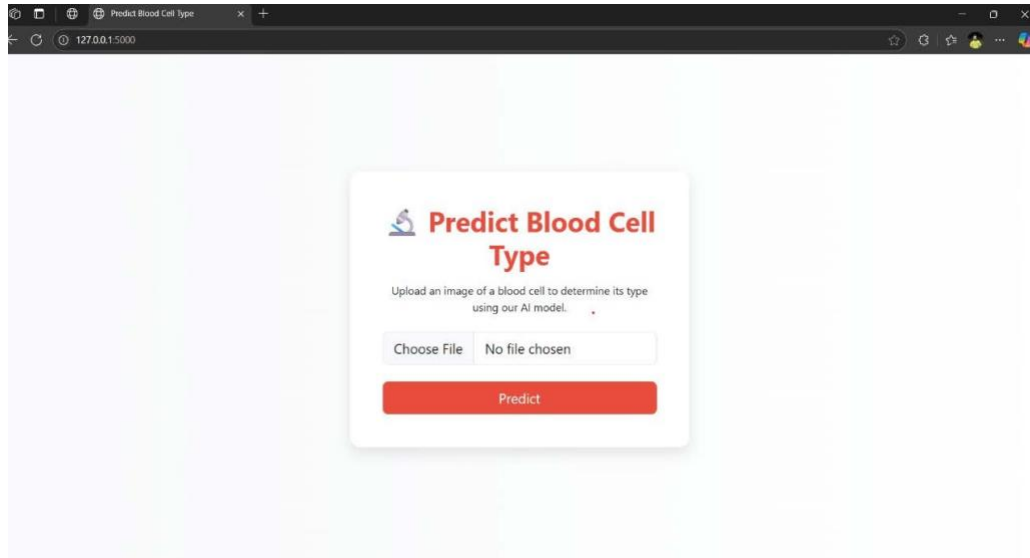 Predict Blood Cell Type
127.0.0.1:5000
Predict Blood Cell
Type
Upload an image of a blood cell to determine its type
using our AI model.
Choose File No file chosen
Predict